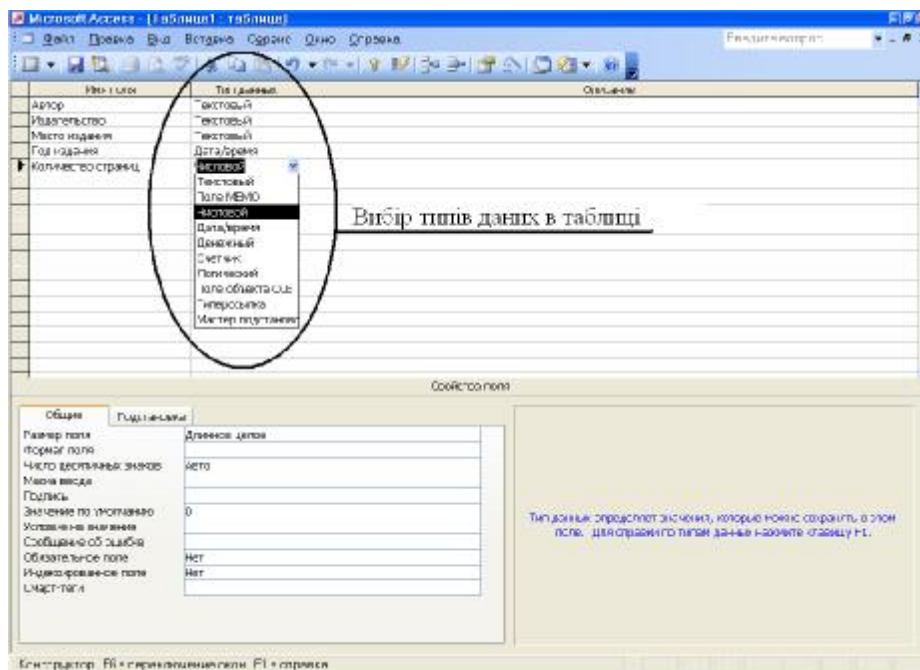 Microsoft Access - [Таблица1 : таблица]
Файл Правка Вид Вставка Сервис Окно Справка Введите вопрос
Имя поля Тип данных Описание
Автор Текстовый
Издательство Текстовый
Место издания Текстовый
Год издания Дата/время
Количество страниц Числовой
Текстовый
Поле МЕМО
Числовой
Дата/время
Денежный
Счетчик
Логический
Поле объекта OLE
Гиперссылка
Мастер подстановок
Вибір типів даних в таблиці
Свойства поля
Общие Подстановка
Размер поля Длинное целое
Формат поля
Число десятичных знаков Авто
Маска ввода
Подпись
Значение по умолчанию 0
Условие на значение
Сообщение об ошибке
Обязательное поле Нет
Индексированное поле Нет
Смарт-теги
Тип данных определяет значения, которые можно сохранить в этом
поле. Для справки по типам данных нажмите клавишу F1.
Конструктор. F6 = переключение окон. F1 = справка.